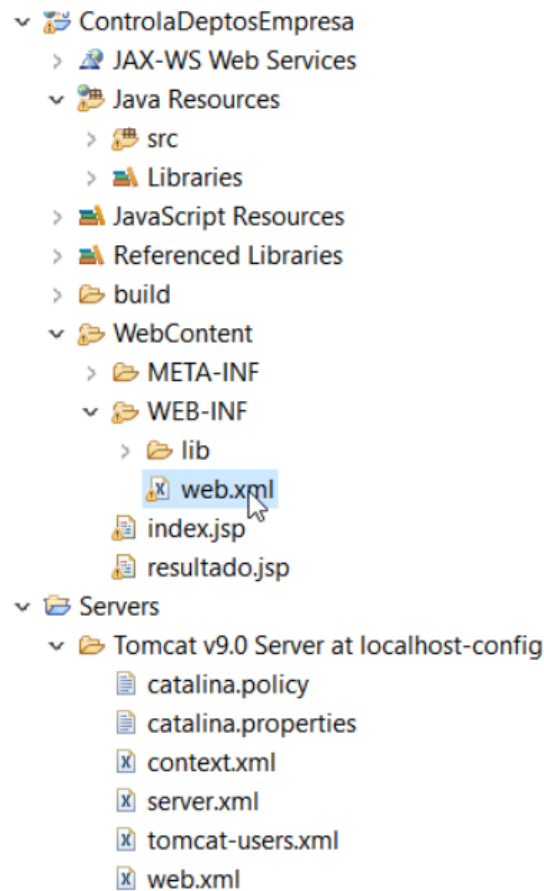 ControlaDeptosEmpresa
JAX-WS Web Services
Java Resources
src
Libraries
JavaScript Resources
Referenced Libraries
build
WebContent
META-INF
WEB-INF
lib
web.xml
index.jsp
resultado.jsp
Servers
Tomcat v9.0 Server at localhost-config
catalina.policy
catalina.properties
context.xml
server.xml
tomcat-users.xml
web.xml